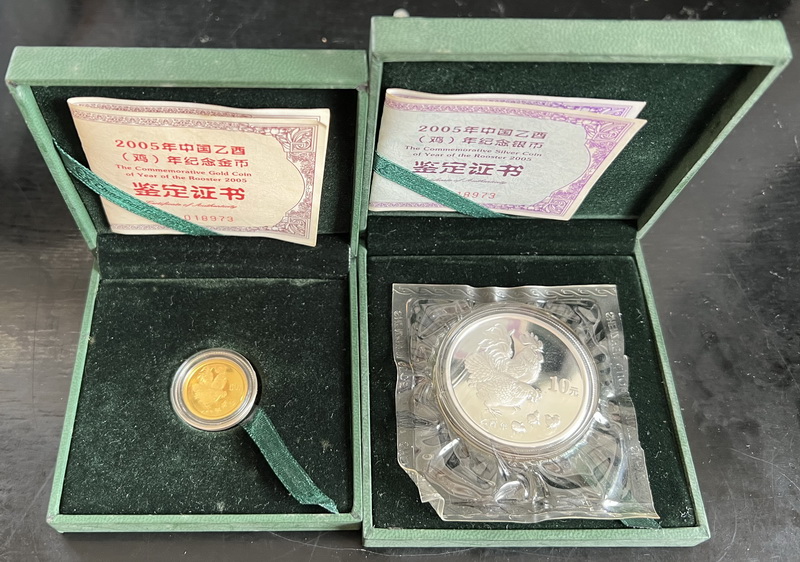 2005年中国乙酉
（鸡）年纪念金币
The Commemorative Gold Coin
of Year of the Rooster 2005
鉴定证书
Certificate of Authenticity
018973
2005年中国乙酉
（鸡）年纪念银币
The Commemorative Silver Coin
of Year of the Rooster 2005
鉴定证书
18973
10元